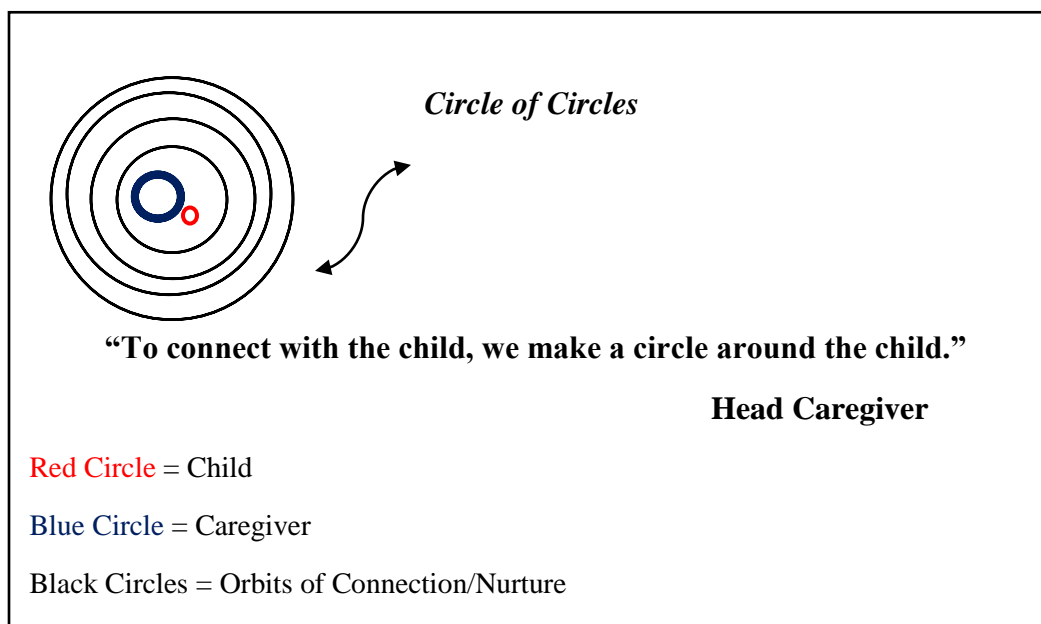 Circle of Circles
“To connect with the child, we make a circle around the child.”
Head Caregiver
Red Circle = Child
Blue Circle = Caregiver
Black Circles = Orbits of Connection/Nurture